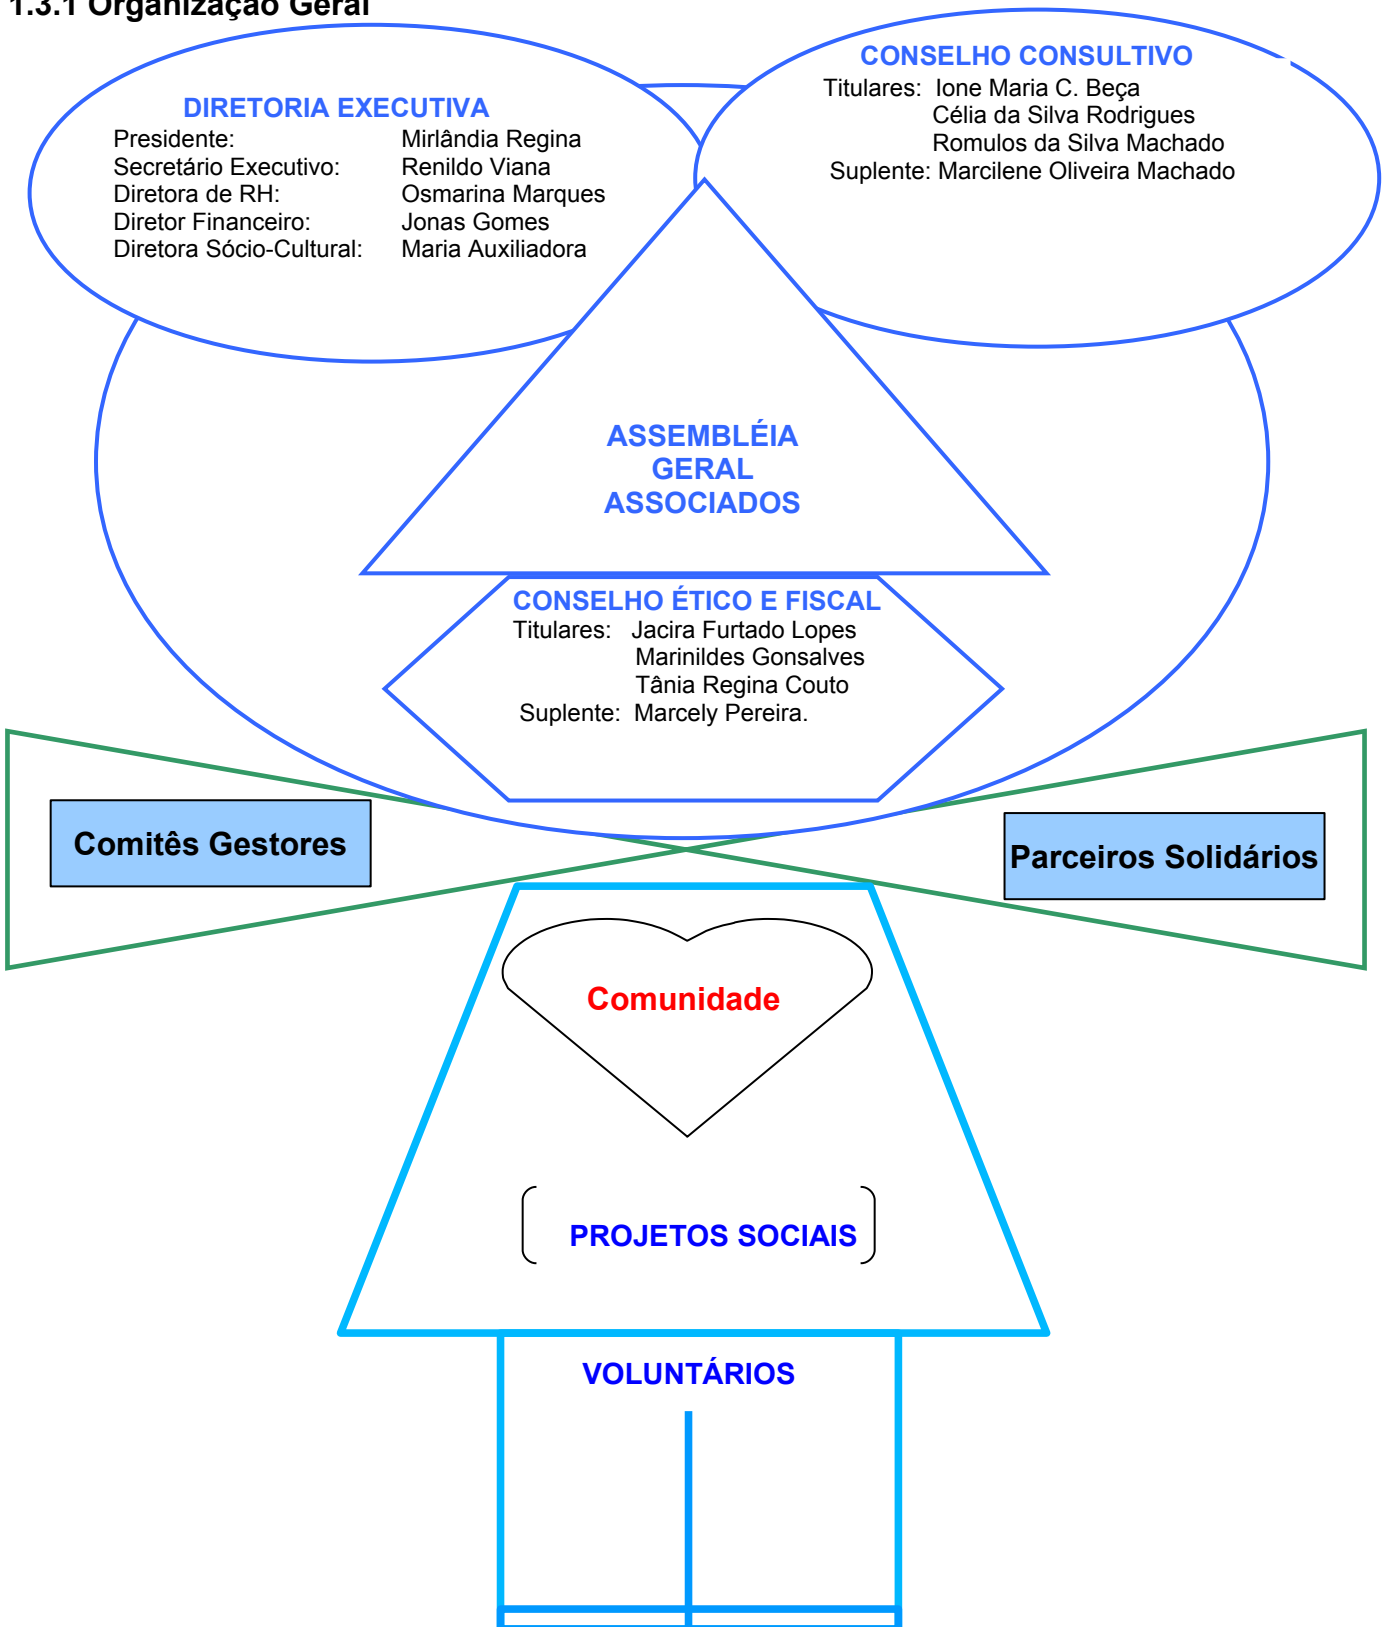 1.3.1 Organização Geral
DIRETORIA EXECUTIVA
Presidente: Mirlândia Regina
Secretário Executivo: Renildo Viana
Diretora de RH: Osmarina Marques
Diretor Financeiro: Jonas Gomes
Diretora Sócio-Cultural: Maria Auxiliadora
CONSELHO CONSULTIVO
Titulares: Ione Maria C. Beça
Célia da Silva Rodrigues
Romulos da Silva Machado
Suplente: Marcilene Oliveira Machado
ASSEMBLÉIA
GERAL
ASSOCIADOS
CONSELHO ÉTICO E FISCAL
Titulares: Jacira Furtado Lopes
Marinildes Gonsalves
Tânia Regina Couto
Suplente: Marcely Pereira.
Comitês Gestores
Parceiros Solidários
Comunidade
PROJETOS SOCIAIS
VOLUNTÁRIOS